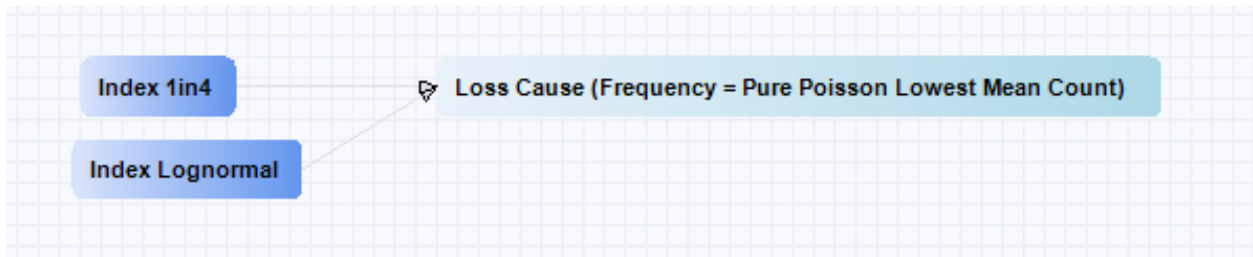 Index 1in4
Loss Cause (Frequency = Pure Poisson Lowest Mean Count)
Index Lognormal